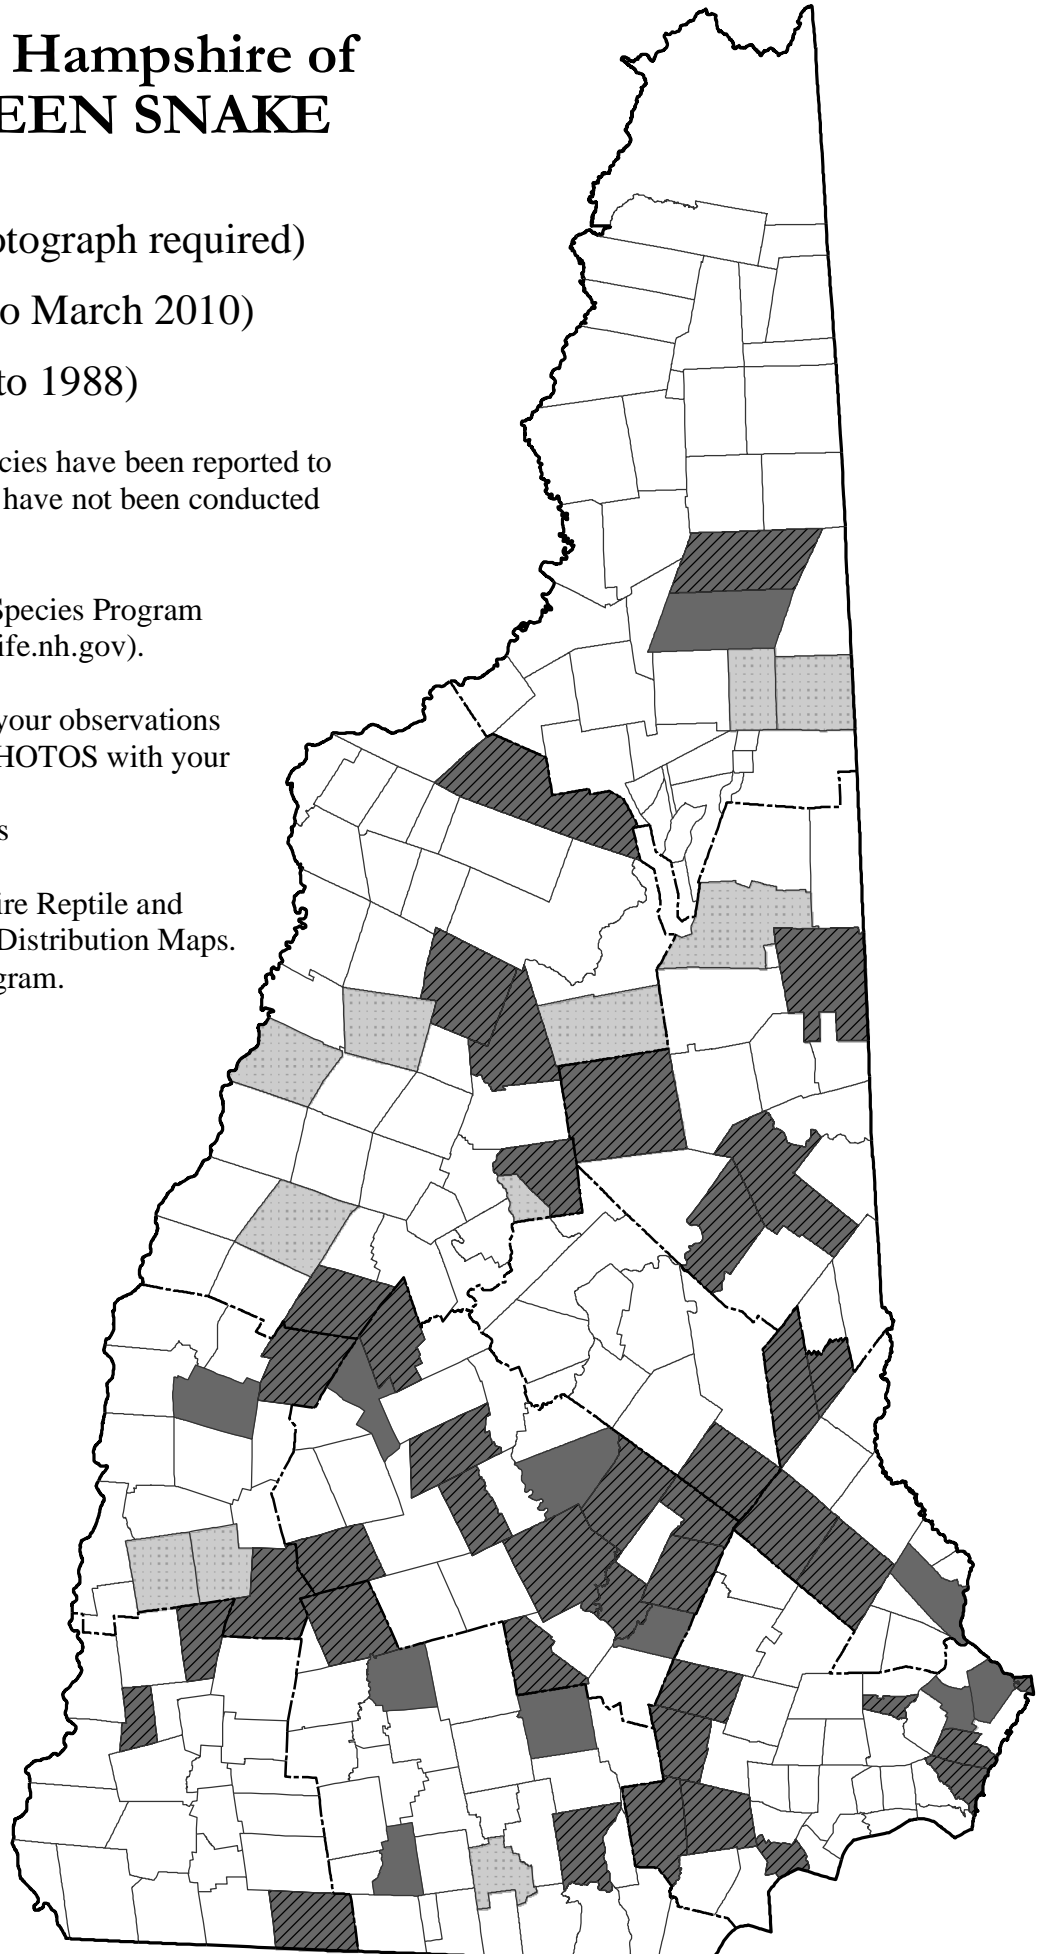 Hampshire of
EEN SNAKE
otograph required)
o March 2010)
to 1988)
cies have been reported to
have not been conducted
Species Program
ife.nh.gov).
your observations
HOTOS with your
s
ire Reptile and
Distribution Maps.
gram.